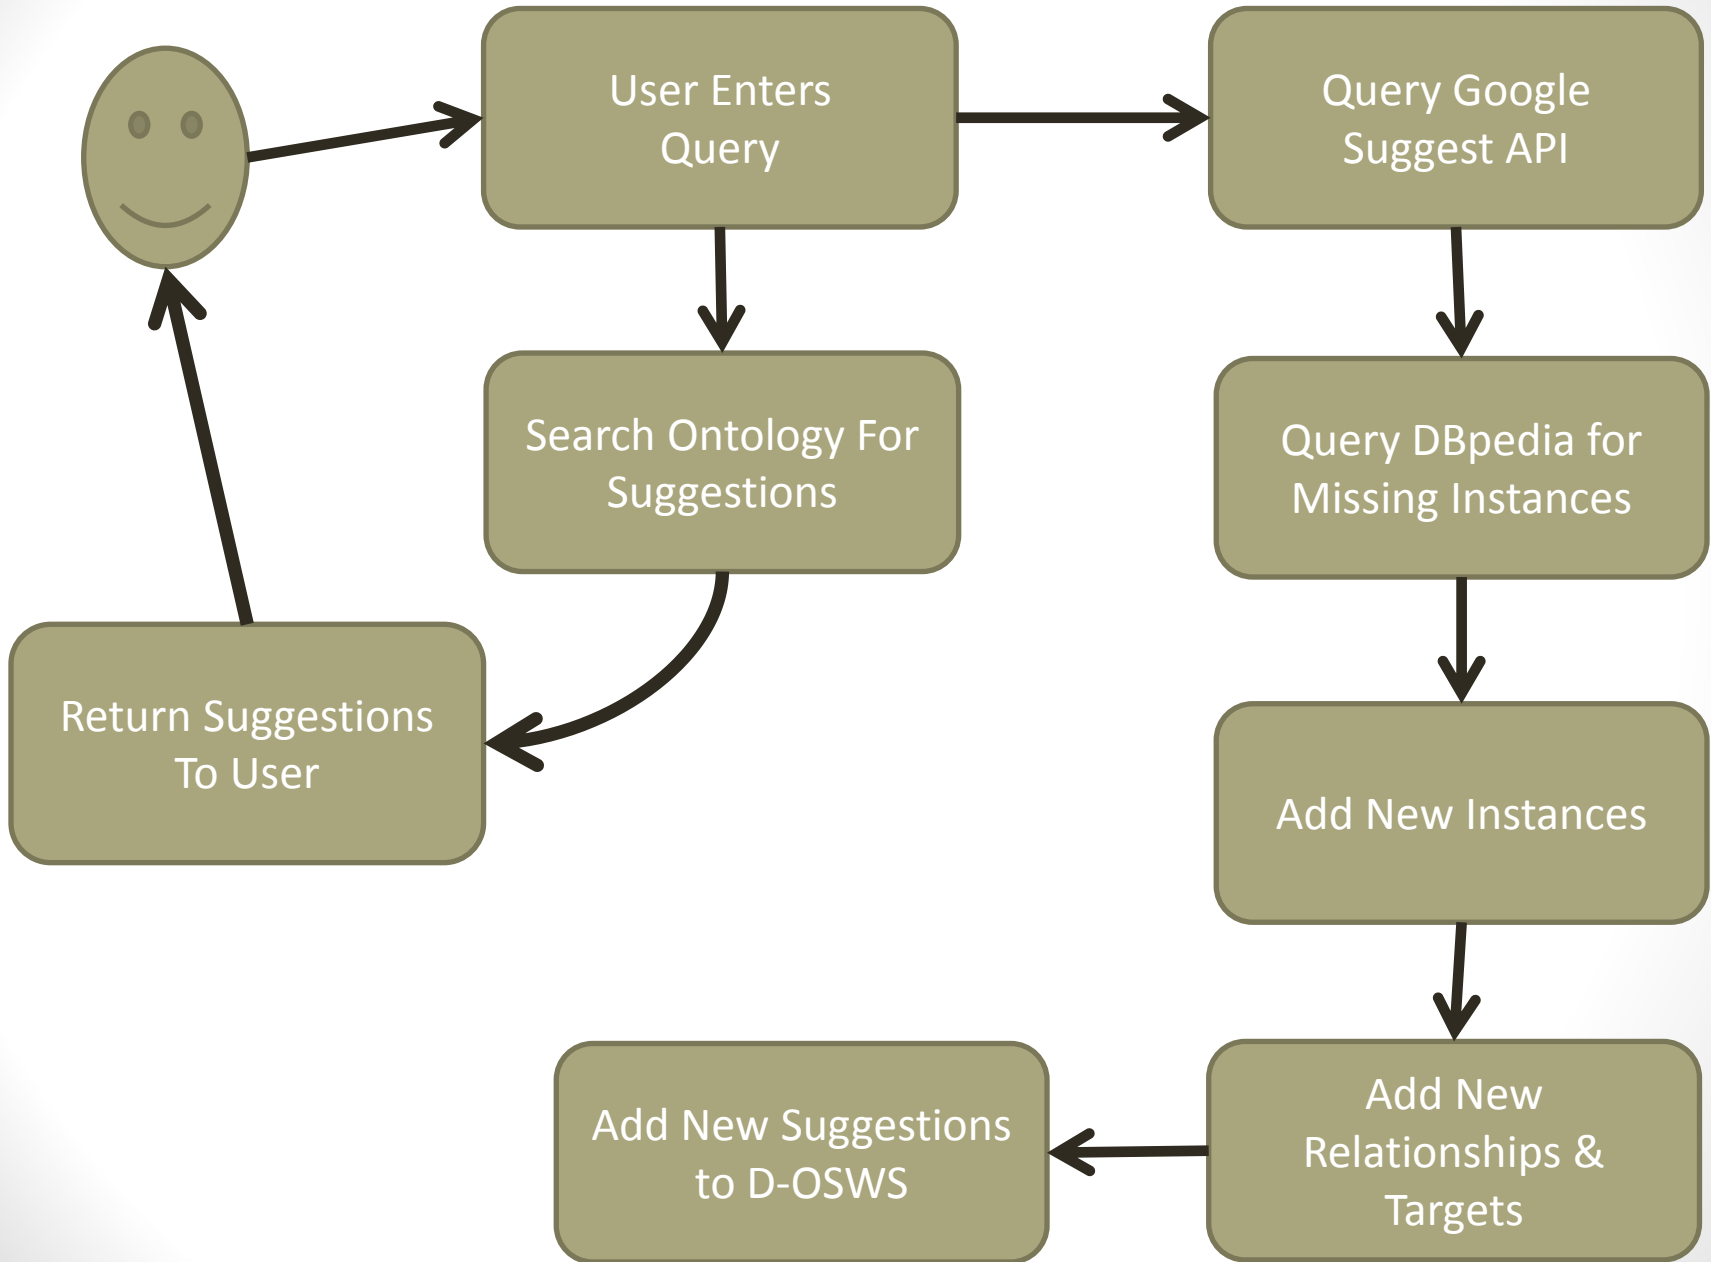 User Enters
Query
Query Google
Suggest API
Search Ontology For
Suggestions
Query DBpedia for
Missing Instances
Return Suggestions
To User
Add New Instances
Add New Suggestions
to D-OSWS
Add New
Relationships &
Targets